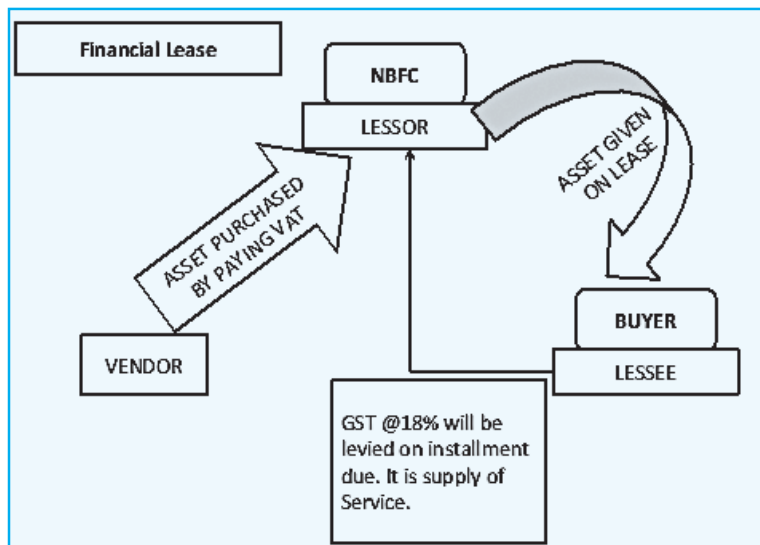 Financial Lease
NBFC
LESSOR
ASSET GIVEN
ON LEASE
ASSET PURCHASED
BY PAYING VAT
VENDOR
BUYER
LESSEE
GST @18% will be
levied on installment
due. It is supply of
Service.